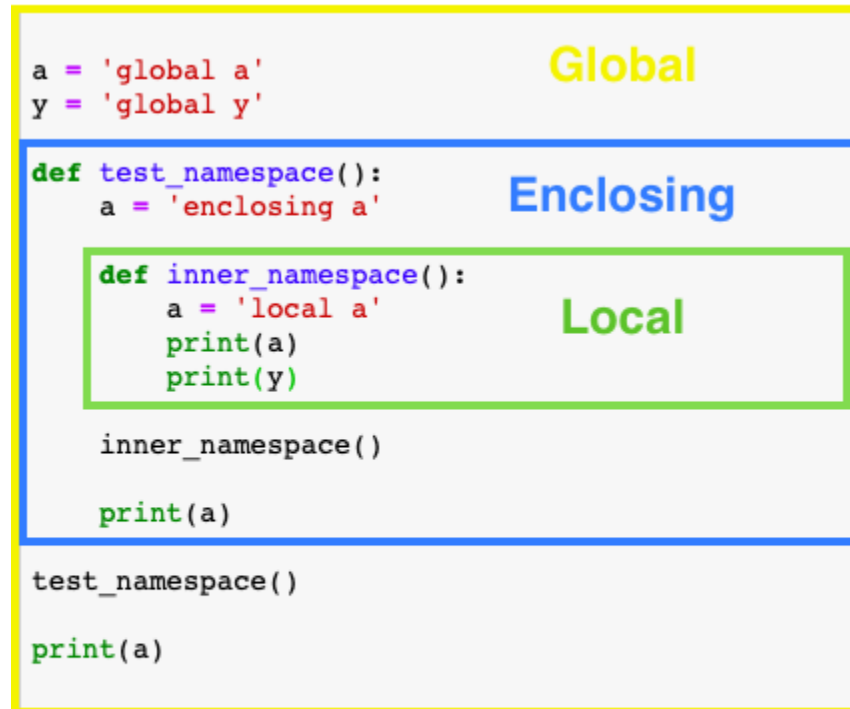 Global
a = 'global a'
y = 'global y'
def test_namespace():
Enclosing
    a = 'enclosing a'
    def inner_namespace():
        a = 'local a'
Local
        print(a)
        print(y)
    inner_namespace()
    print(a)
test_namespace()
print(a)